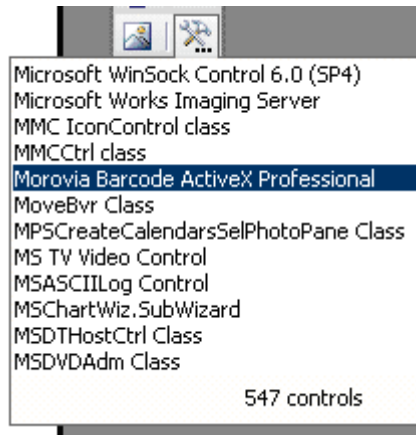 Microsoft WinSock Control 6.0 (SP4)
Microsoft Works Imaging Server
MMC IconControl class
MMCCtrl class
Morovia Barcode ActiveX Professional
MoveBvr Class
MPSCreateCalendarsSelPhotoPane Class
MS TV Video Control
MSASCIILog Control
MSChartWiz.SubWizard
MSDTHostCtrl Class
MSDVDAdm Class
547 controls